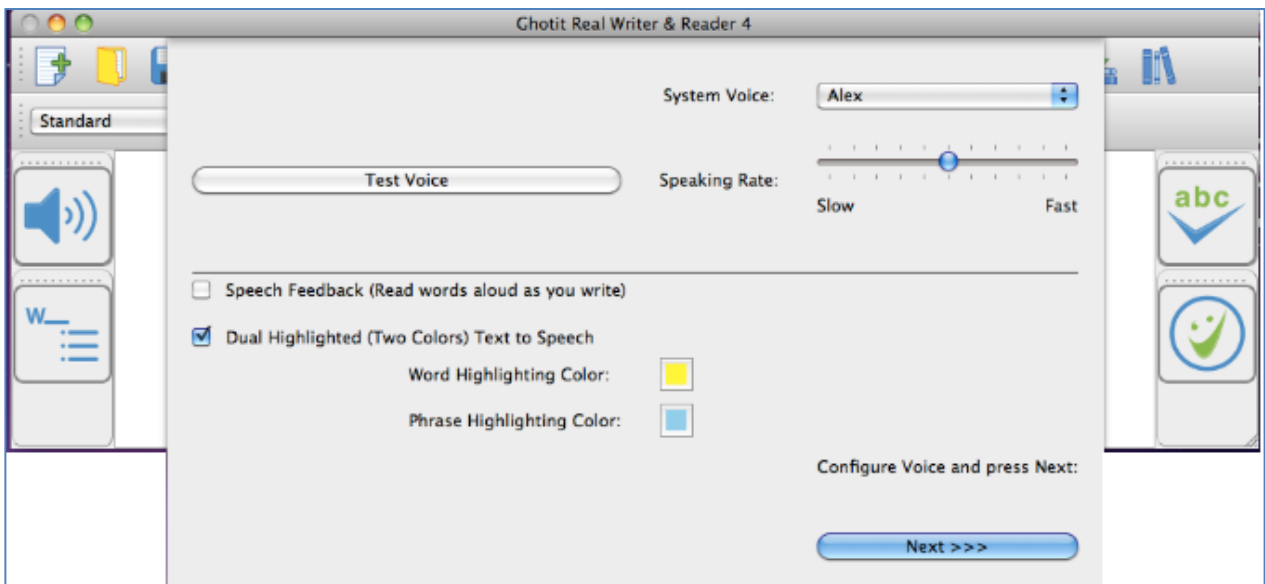 Ghotit Real Writer & Reader 4
System Voice:
Alex
Standard
Test Voice
Speaking Rate:
Slow
Fast
abc
Speech Feedback (Read words aloud as you write)
W
Dual Highlighted (Two Colors) Text to Speech
Word Highlighting Color:
Phrase Highlighting Color:
Configure Voice and press Next:
Next >>>